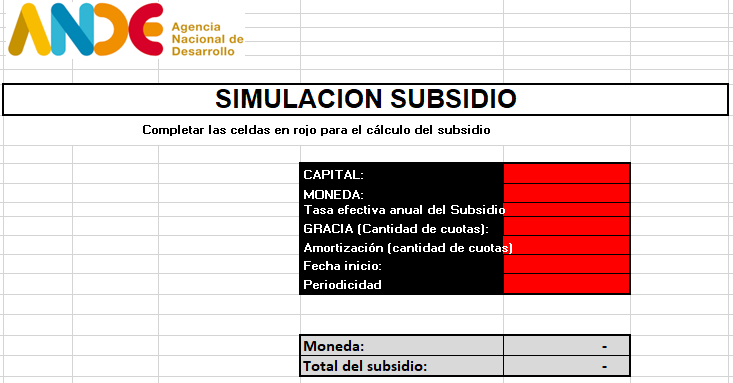 ANDE
Agencia
Nacional de
Desarrollo
SIMULACION SUBSIDIO
Completar las celdas en rojo para el cálculo del subsidio
CAPITAL:
MONEDA:
Tasa efectiva anual del Subsidio
GRACIA (Cantidad de cuotas):
Amortización (cantidad de cuotas)
Fecha inicio:
Periodicidad
Moneda: -
Total del subsidio: -